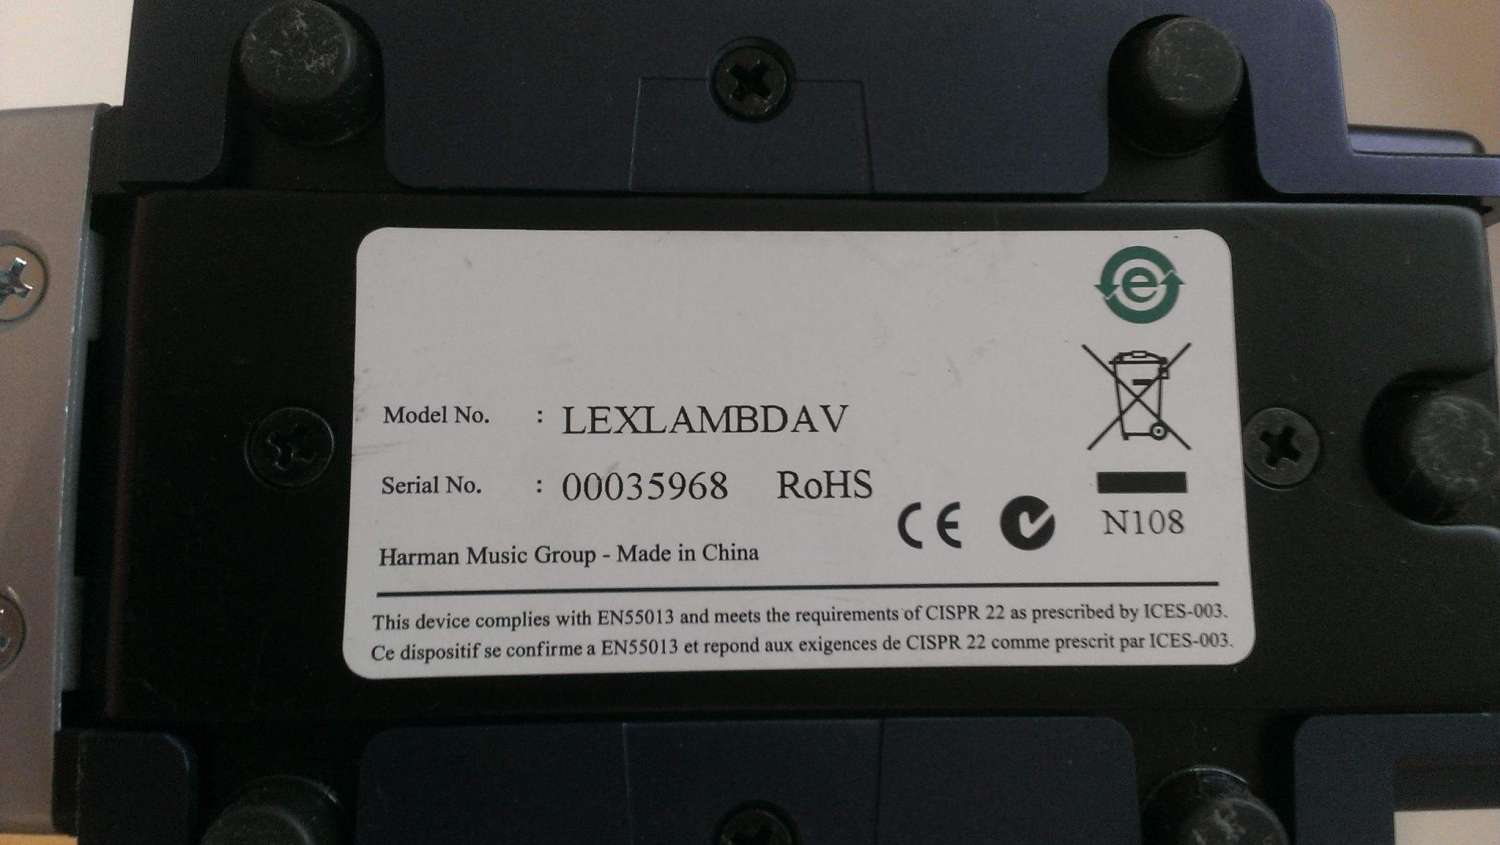 e
Model No. : LEXLAMBDAV
Serial No. : 00035968 RoHS
CE
N108
Harman Music Group - Made in China
This device complies with EN55013 and meets the requirements of CISPR 22 as prescribed by ICES-003.
Ce dispositif se confirme a EN55013 et repond aux exigences de CISPR 22 comme prescrit par ICES-003.